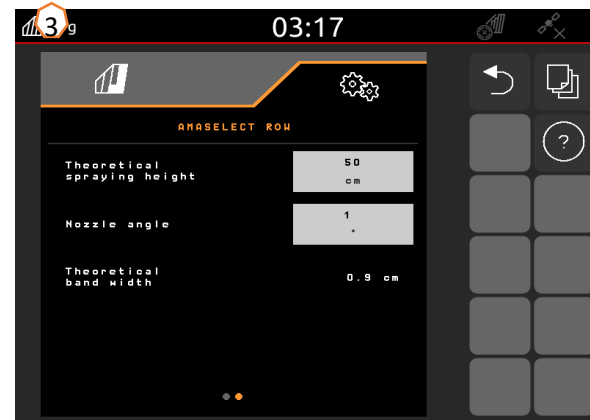 3 g
03:17
AMASELECT ROW
Theoretical
spraying height
50
cm
Nozzle angle
1
°
Theoretical
band width
0.9 cm
?